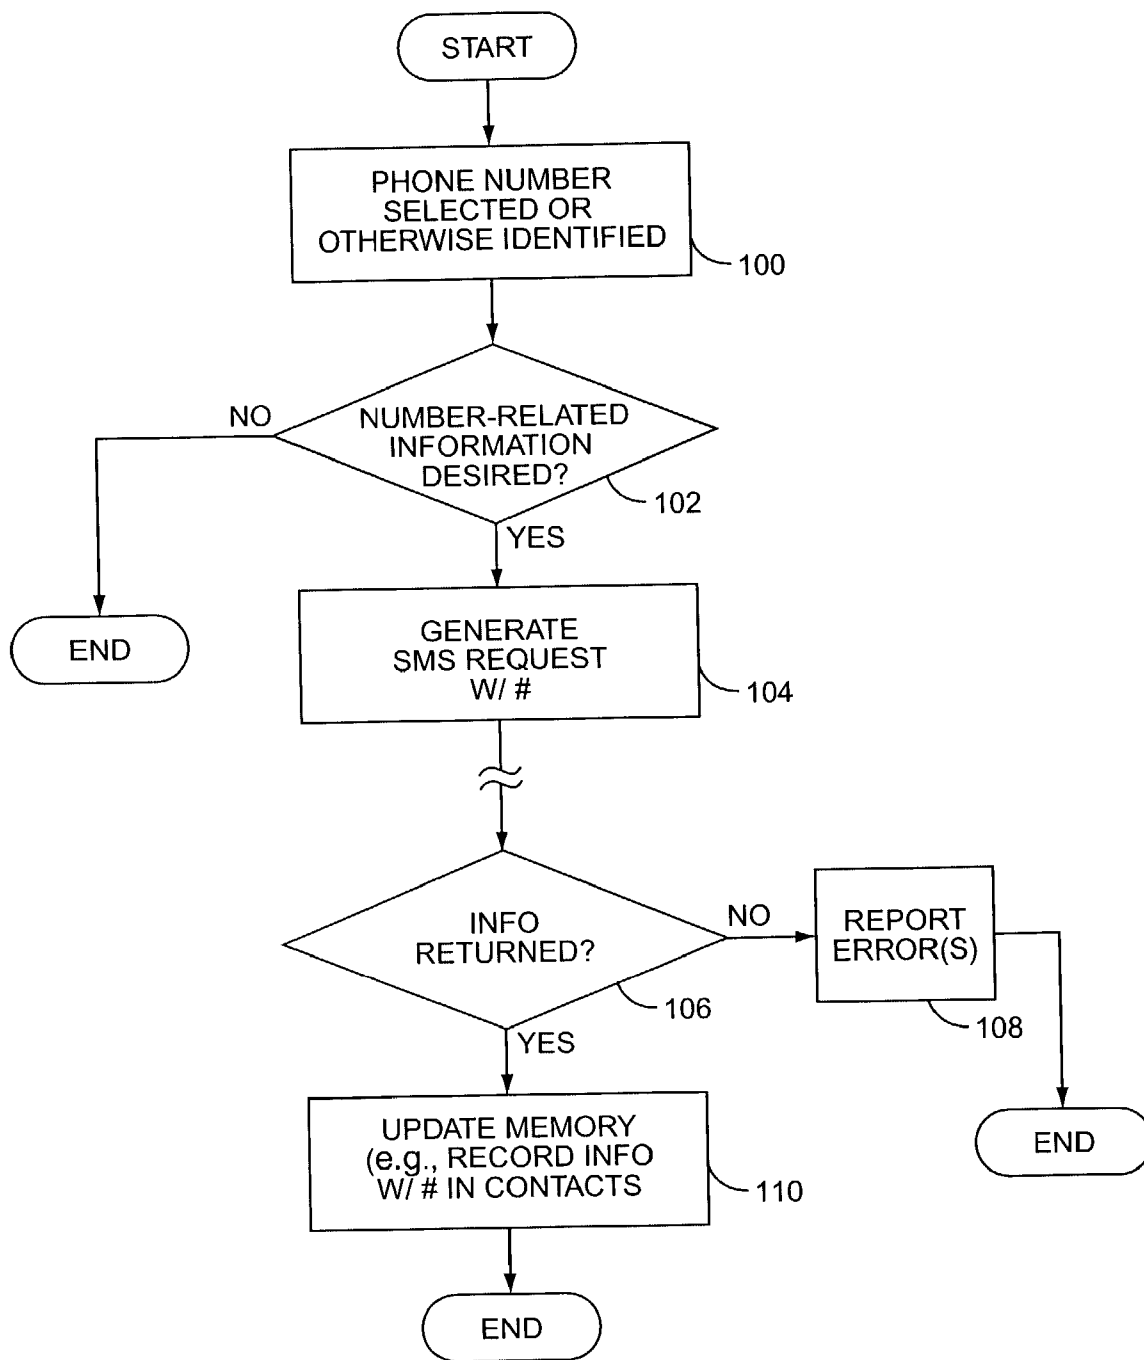 START
PHONE NUMBER
SELECTED OR
OTHERWISE IDENTIFIED
100
NO
NUMBER-RELATED
INFORMATION
DESIRED?
102
YES
END
GENERATE
SMS REQUEST
W/ #
104
INFO
RETURNED?
106
NO
REPORT
ERROR(S)
108
YES
END
UPDATE MEMORY
(e.g., RECORD INFO
W/ # IN CONTACTS
110
END